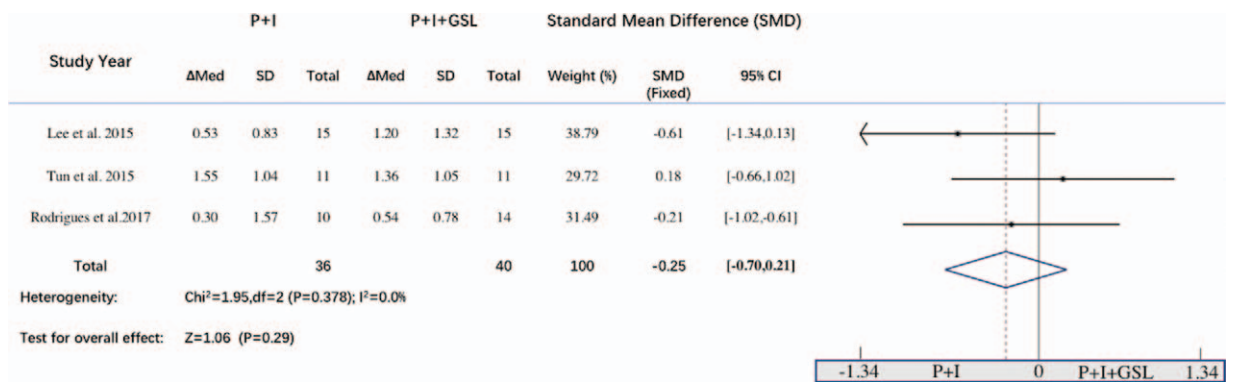 P+I P+I+GSL Standard Mean Difference (SMD)
Study Year ΔMed SD Total ΔMed SD Total Weight (%) SMD (Fixed) 95% CI
Lee et al. 2015 0.53 0.83 15 1.20 1.32 15 38.79 -0.61 [-1.34,0.13]
Tun et al. 2015 1.55 1.04 11 1.36 1.05 11 29.72 0.18 [-0.66,1.02]
Rodrigues et al.2017 0.30 1.57 10 0.54 0.78 14 31.49 -0.21 [-1.02,-0.61]
Total 36 40 100 -0.25 [-0.70,0.21]
Heterogeneity: Chi²=1.95,df=2 (P=0.378); I²=0.0%
Test for overall effect: Z=1.06 (P=0.29)
-1.34 P+I 0 P+I+GSL 1.34